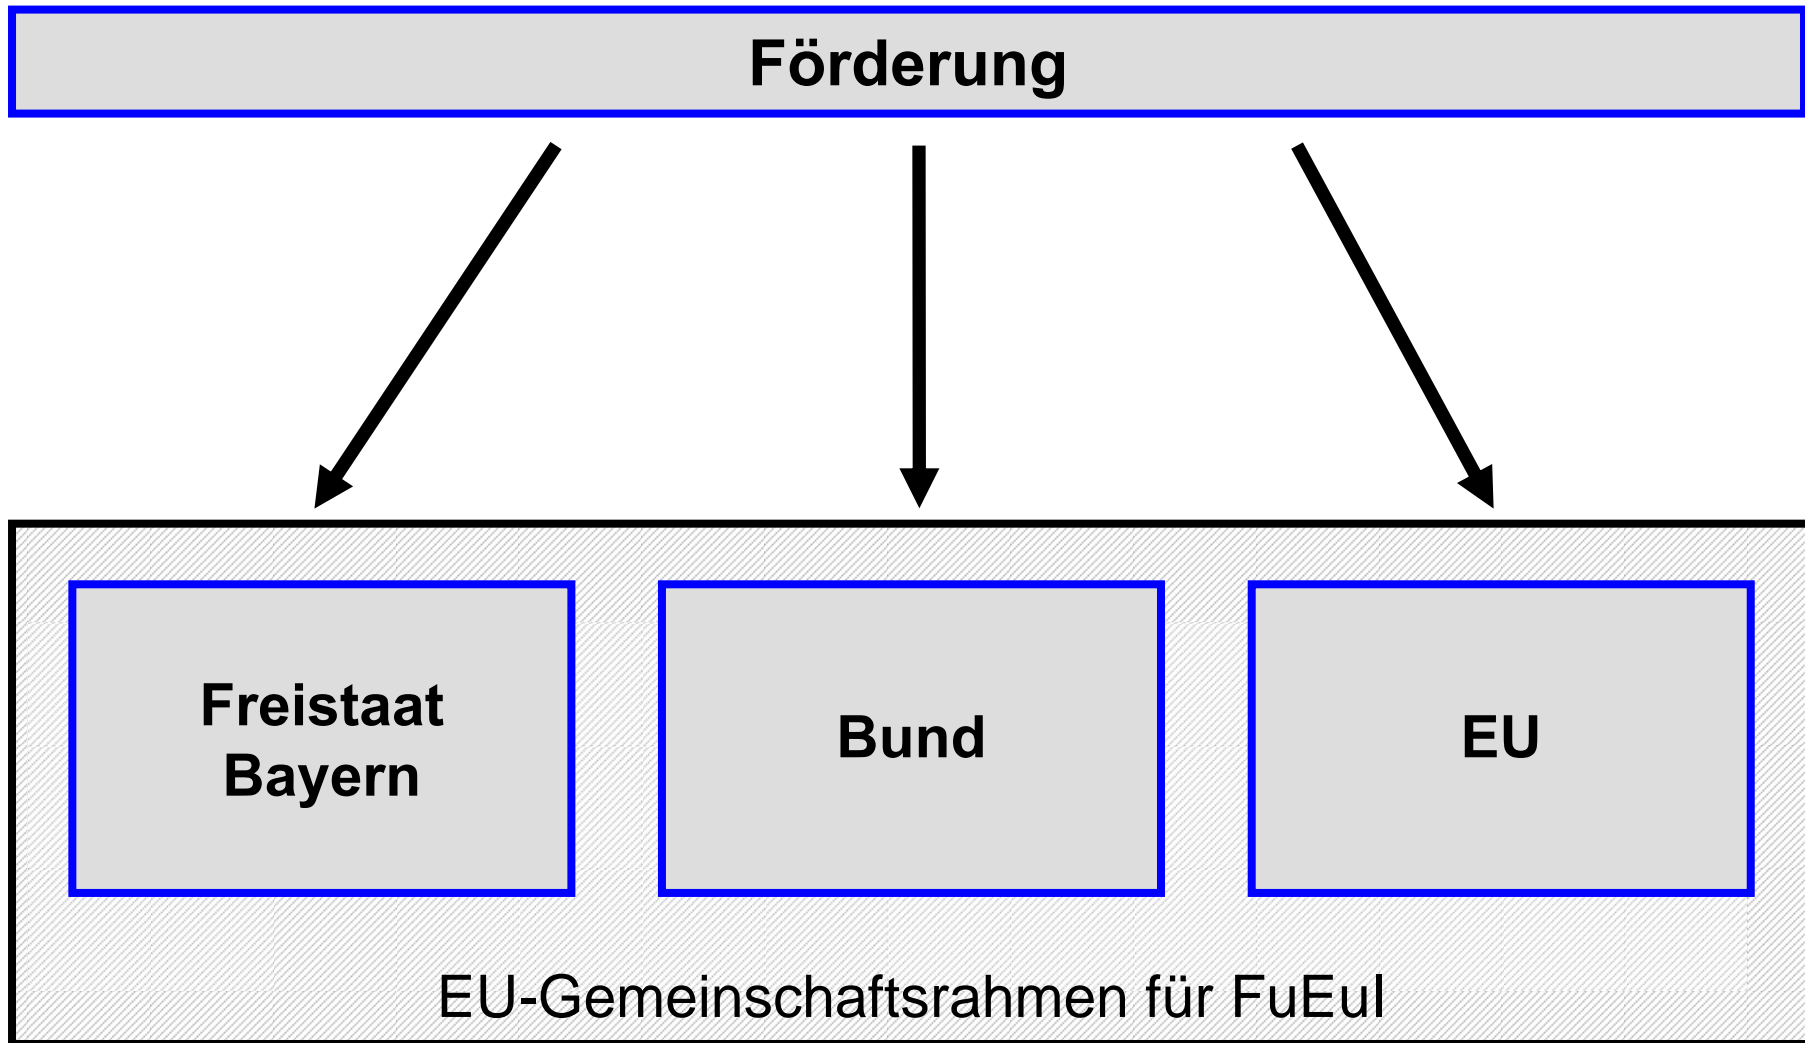 Förderung
Freistaat
Bayern
Bund
EU
EU-Gemeinschaftsrahmen für FuEuI